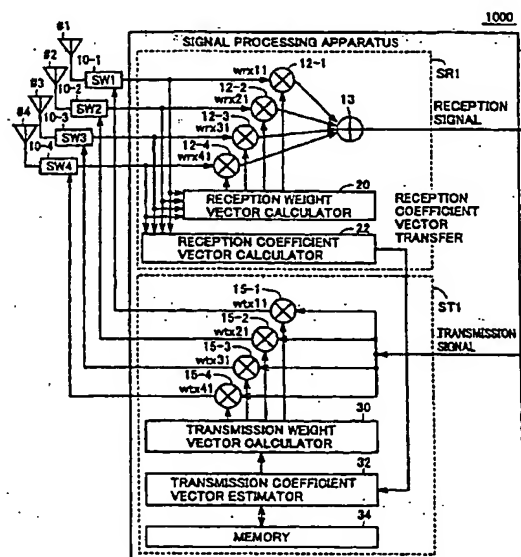 1000
SIGNAL PROCESSING APPARATUS
#1
#2
#3
#4
10-1
10-2
10-3
10-4
SW1
SW2
SW3
SW4
wrx11
wrx21
wrx31
wrx41
12-1
12-2
12-3
12-4
13
SR1
RECEPTION
SIGNAL
20
RECEPTION WEIGHT
VECTOR CALCULATOR
22
RECEPTION COEFFICIENT
VECTOR CALCULATOR
RECEPTION
COEFFICIENT
VECTOR
TRANSFER
ST1
15-1
wtx11
15-2
wtx21
15-3
wtx31
15-4
wtx41
TRANSMISSION
SIGNAL
30
TRANSMISSION WEIGHT
VECTOR CALCULATOR
32
TRANSMISSION COEFFICIENT
VECTOR ESTIMATOR
34
MEMORY